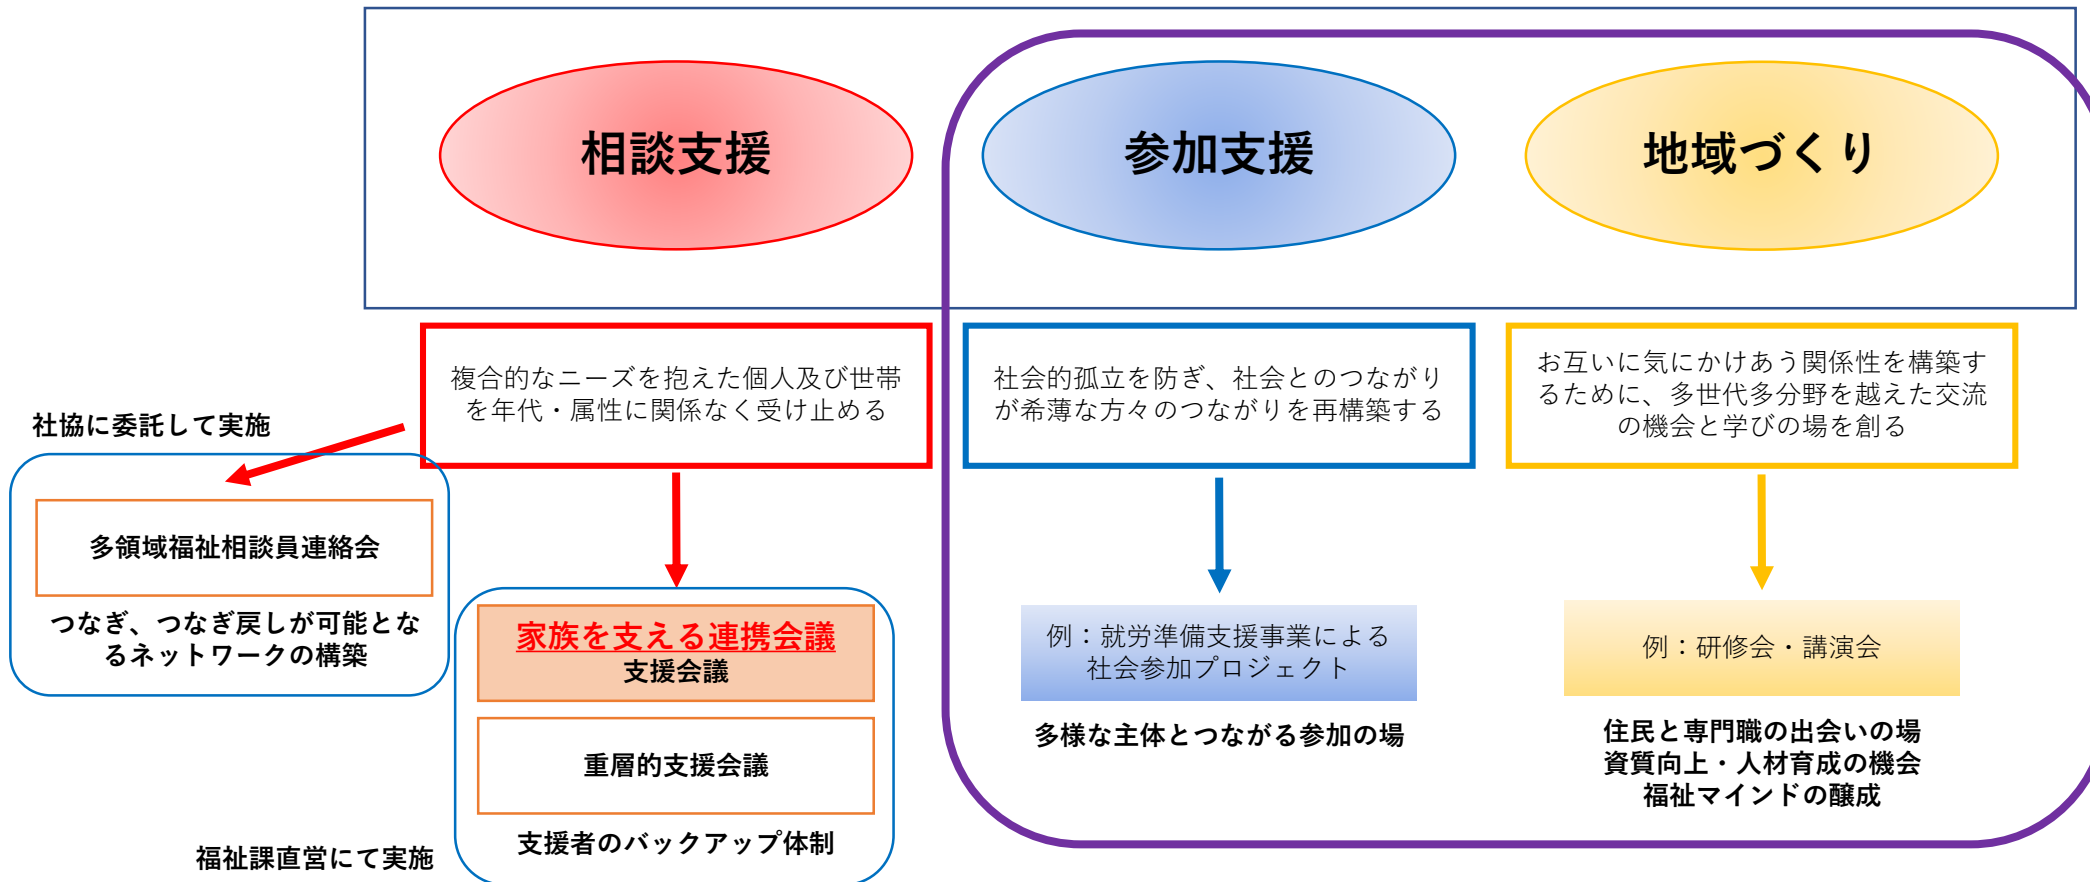 相談支援
参加支援
地域づくり
複合的なニーズを抱えた個人及び世帯
を年代・属性に関係なく受け止める
社会的孤立を防ぎ、社会とのつながり
が希薄な方々のつながりを再構築する
お互いに気にかけあう関係性を構築す
るために、多世代多分野を越えた交流
の機会と学びの場を創る
社協に委託して実施
多領域福祉相談員連絡会
つなぎ、つなぎ戻しが可能とな
るネットワークの構築
家族を支える連携会議
支援会議
重層的支援会議
支援者のバックアップ体制
福祉課直営にて実施
例：就労準備支援事業による
社会参加プロジェクト
多様な主体とつながる参加の場
例：研修会・講演会
住民と専門職の出会いの場
資質向上・人材育成の機会
福祉マインドの醸成